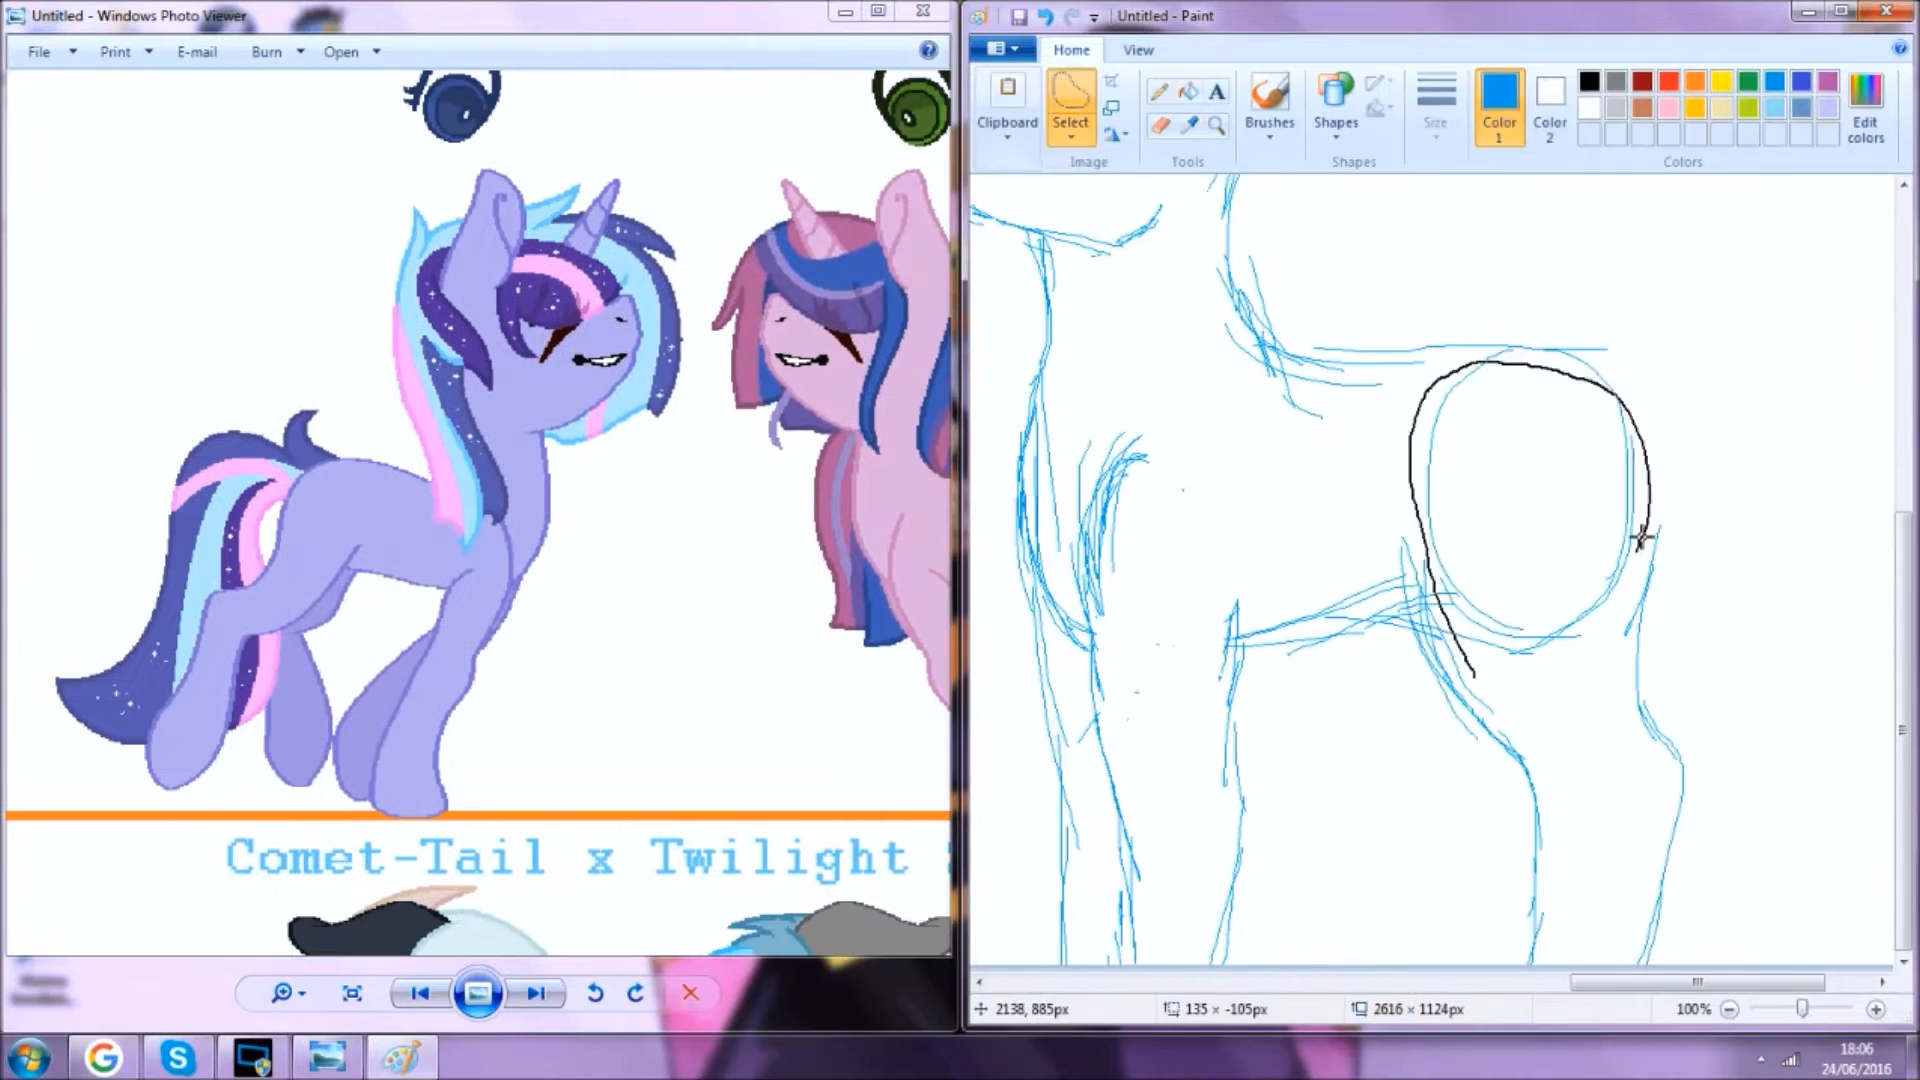 Untitled - Windows Photo Viewer
File Print E-mail Burn Open
Comet-Tail x Twilight
Untitled - Paint
Home View
Clipboard Select Brushes Shapes Size Color 1 Color 2 Edit colors
Image Tools Shapes Colors
2138, 885px 135 × -105px 2616 × 1124px 100%
18:06
24/06/2016